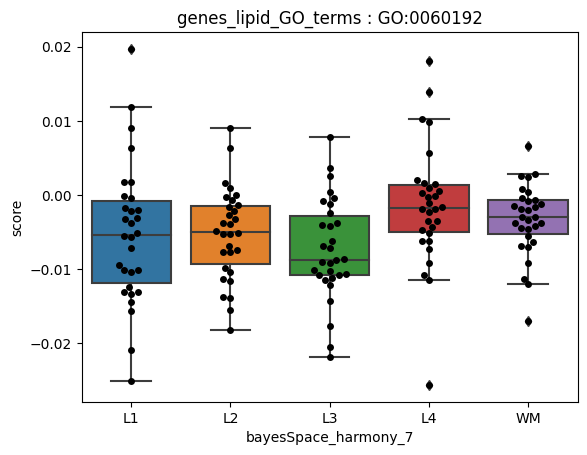 genes_lipid_GO_terms : GO:0060192
0.02
0.01
0.00
−0.01
−0.02
score
L1 L2 L3 L4 WM
bayesSpace_harmony_7